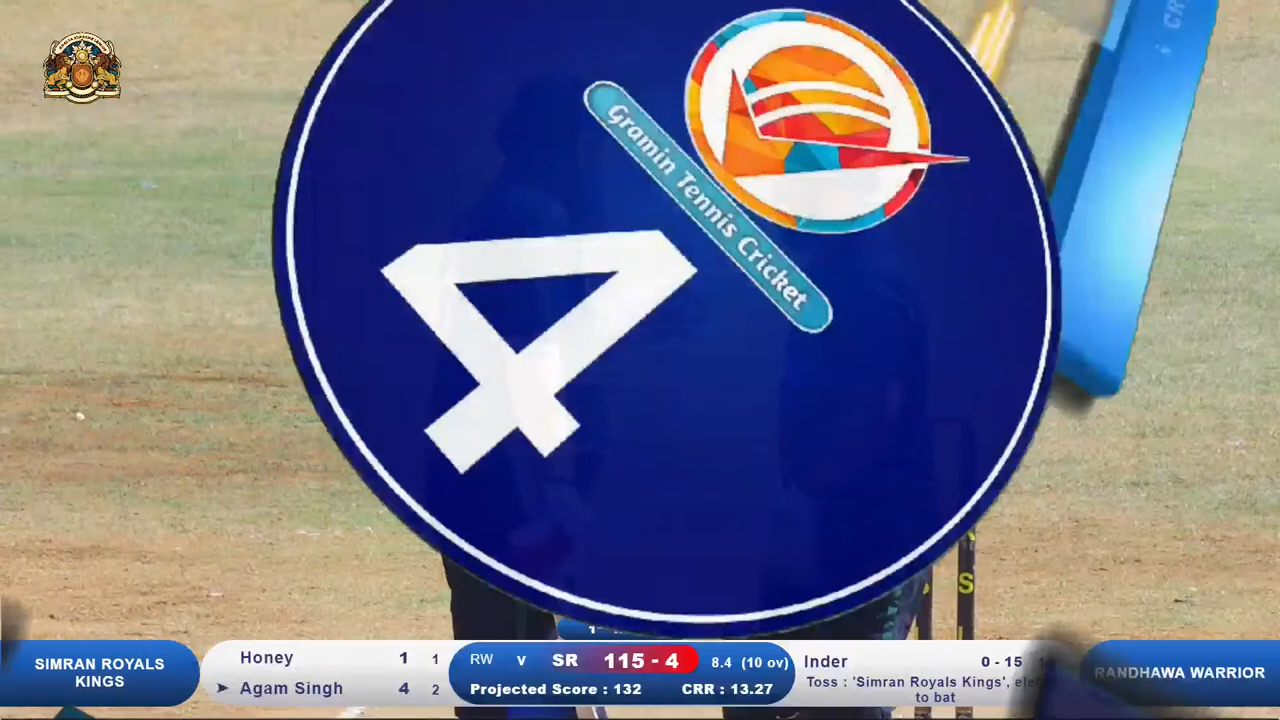 CR
Gramin Tennis Cricket
4
S
SIMRAN ROYALS
KINGS
Honey 1 1
Agam Singh 4 2
RW v SR 115 - 4 8.4 (10 ov)
Projected Score : 132 CRR : 13.27
Inder 0 - 15
Toss : 'Simran Royals Kings',
to bat
RANDHAWA WARRIOR